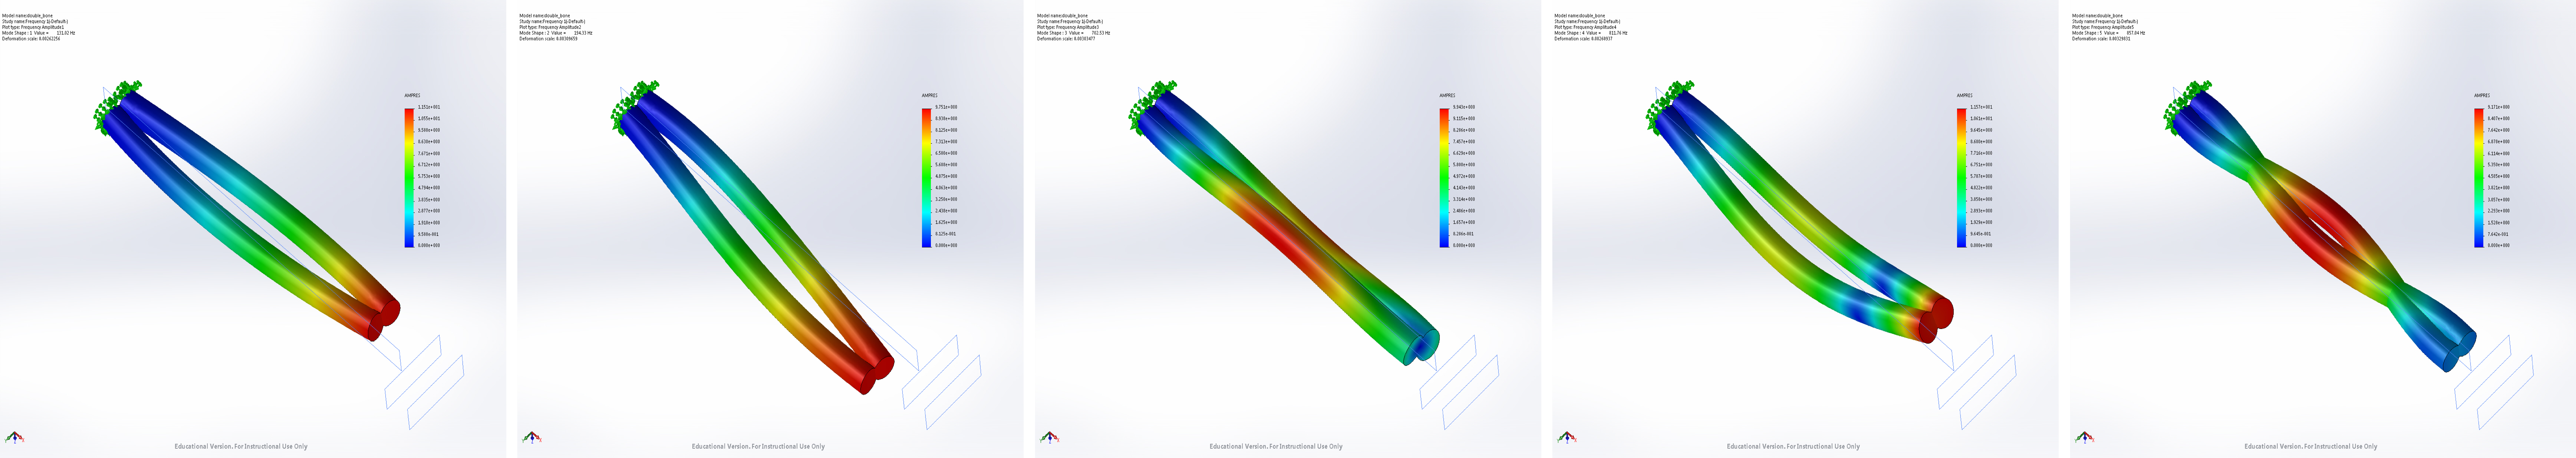 Model name:double_bone
Study name:Frequency 1(-Default-)
Plot type: Frequency Amplitude1
Mode Shape : 1 Value = 131.82 Hz
Deformation scale: 0.00262256
AMPRES
1.151e+001
1.055e+001
9.590e+000
8.630e+000
7.671e+000
6.712e+000
5.753e+000
4.794e+000
3.835e+000
2.877e+000
1.918e+000
9.589e-001
0.000e+000
Educational Version. For Instructional Use Only
Model name:double_bone
Study name:Frequency 1(-Default-)
Plot type: Frequency Amplitude2
Mode Shape : 2 Value = 194.33 Hz
Deformation scale: 0.00309659
AMPRES
9.751e+000
8.938e+000
8.125e+000
7.313e+000
6.500e+000
5.688e+000
4.875e+000
4.063e+000
3.250e+000
2.438e+000
1.625e+000
8.125e-001
0.000e+000
Educational Version. For Instructional Use Only
Model name:double_bone
Study name:Frequency 1(-Default-)
Plot type: Frequency Amplitude3
Mode Shape : 3 Value = 702.53 Hz
Deformation scale: 0.00303477
AMPRES
9.943e+000
9.115e+000
8.286e+000
7.457e+000
6.629e+000
5.800e+000
4.972e+000
4.143e+000
3.314e+000
2.486e+000
1.657e+000
8.286e-001
0.000e+000
Educational Version. For Instructional Use Only
Model name:double_bone
Study name:Frequency 1(-Default-)
Plot type: Frequency Amplitude4
Mode Shape : 4 Value = 811.76 Hz
Deformation scale: 0.00260937
AMPRES
1.157e+001
1.061e+001
9.645e+000
8.680e+000
7.716e+000
6.751e+000
5.787e+000
4.822e+000
3.858e+000
2.893e+000
1.929e+000
9.645e-001
0.000e+000
Educational Version. For Instructional Use Only
Model name:double_bone
Study name:Frequency 1(-Default-)
Plot type: Frequency Amplitude5
Mode Shape : 5 Value = 857.04 Hz
Deformation scale: 0.00329031
AMPRES
9.171e+000
8.407e+000
7.642e+000
6.878e+000
6.114e+000
5.350e+000
4.585e+000
3.821e+000
3.057e+000
2.293e+000
1.528e+000
7.642e-001
0.000e+000
Educational Version. For Instructional Use Only